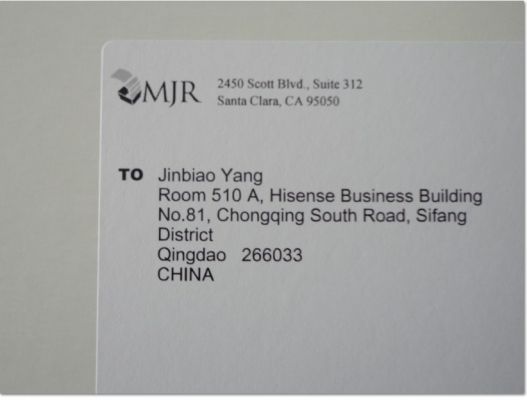 MJR
2450 Scott Blvd., Suite 312
Santa Clara, CA 95050
TO Jinbiao Yang
Room 510 A, Hisense Business Building
No.81, Chongqing South Road, Sifang
District
Qingdao 266033
CHINA